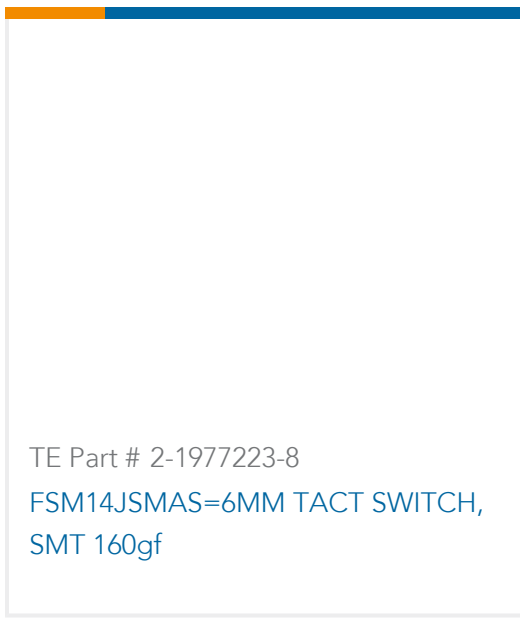 TE Part # 2-1977223-8
FSM14JSMAS=6MM TACT SWITCH,
SMT 160gf